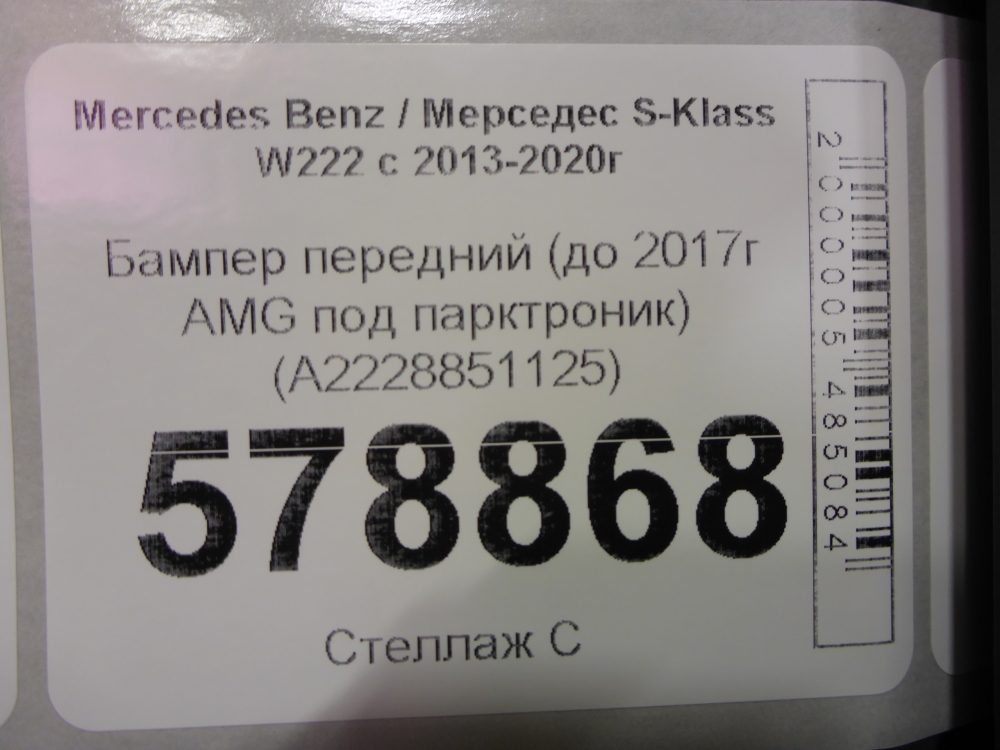 Mercedes Benz / Мерседес S-Klass
W222 с 2013-2020г
Бампер передний (до 2017г
AMG под парктроник)
(A2228851125)
578868
Стеллаж С
2000005485084